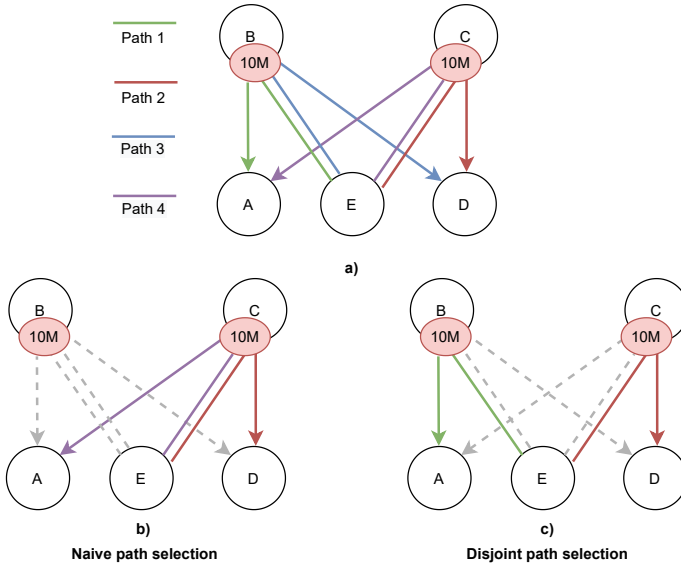 Path 1
B
C
10M
10M
Path 2
Path 3
Path 4
A
E
D
a)
B
C
B
C
10M
10M
10M
10M
A
E
D
A
E
D
b)
c)
Naive path selection
Disjoint path selection